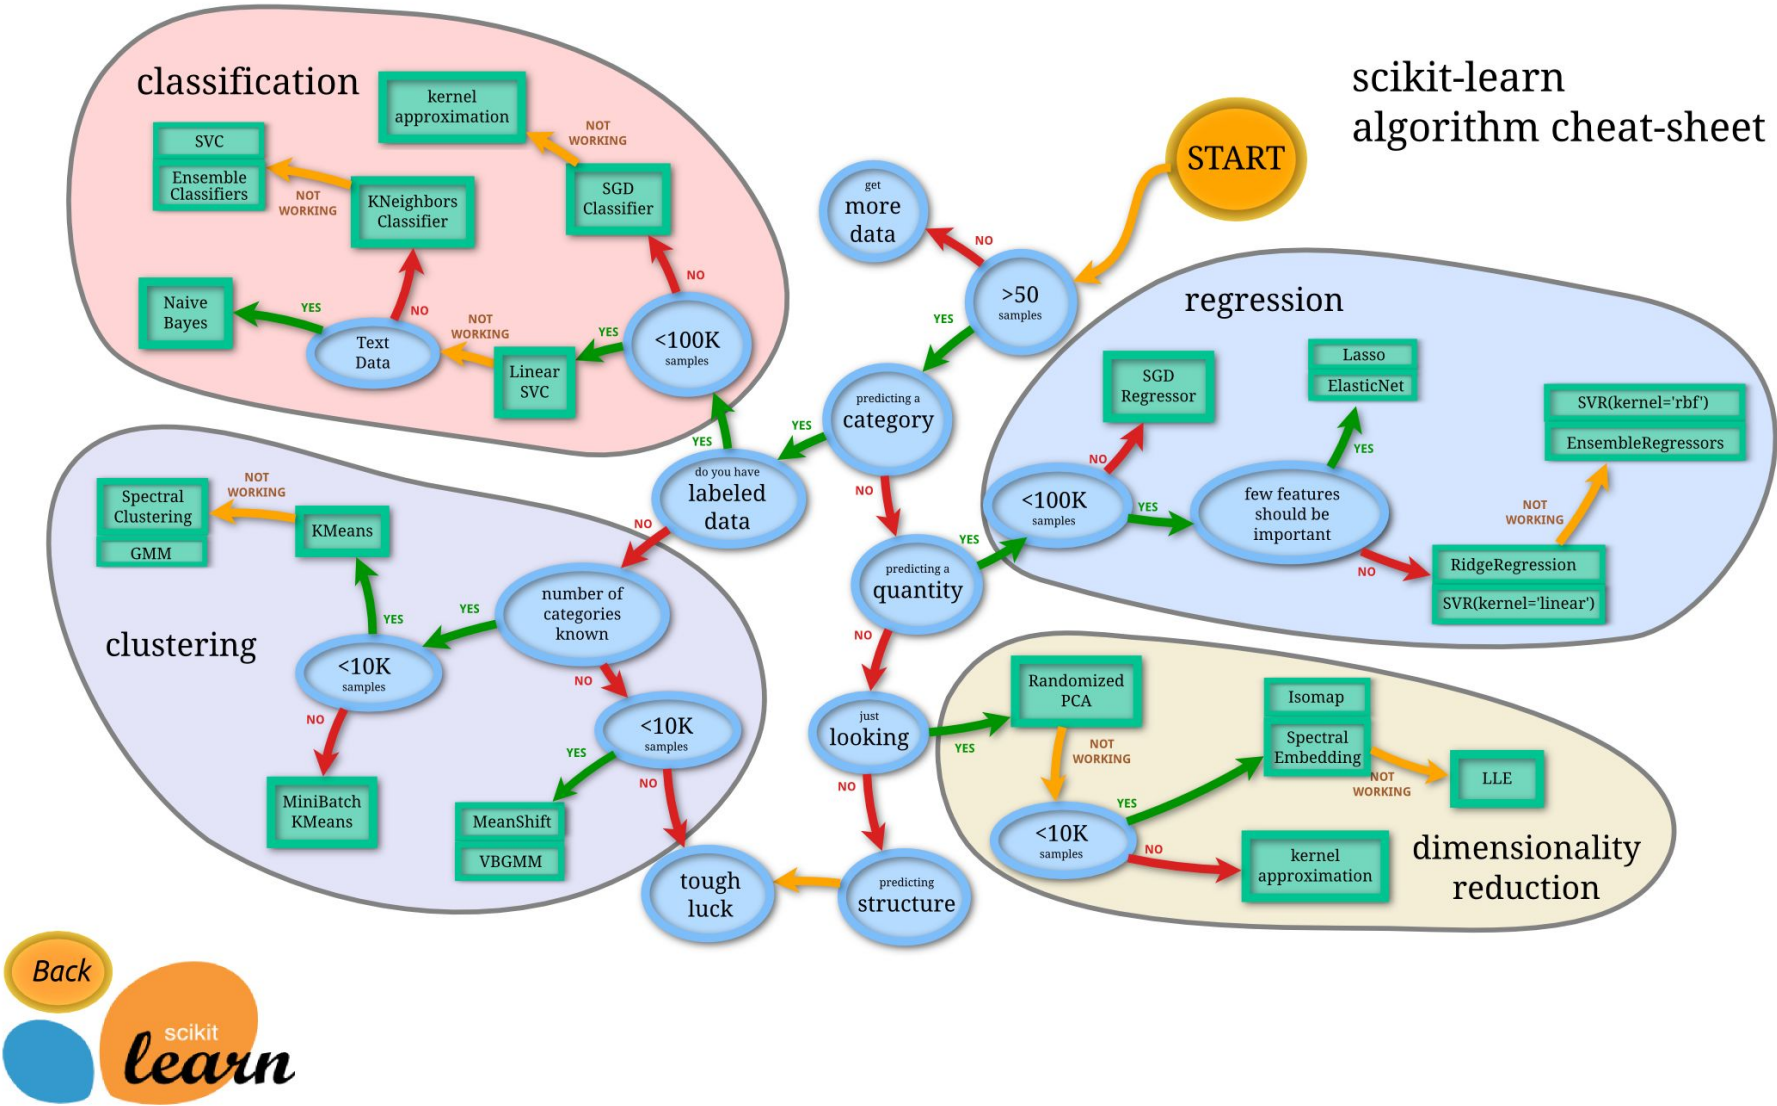 scikit-learn
algorithm cheat-sheet
START
classification
kernel
approximation
NOT
WORKING
SVC
Ensemble
Classifiers
NOT
WORKING
KNeighbors
Classifier
SGD
Classifier
NO
Naive
Bayes
YES
NO
Text
Data
NOT
WORKING
Linear
SVC
YES
<100K
samples
get
more
data
NO
>50
samples
YES
predicting a
category
YES
YES
do you have
labeled
data
NO
NO
predicting a
quantity
YES
NO
just
looking
YES
NO
predicting
structure
tough
luck
regression
SGD
Regressor
NO
<100K
samples
YES
Lasso
ElasticNet
YES
few features
should be
important
NO
SVR(kernel='rbf')
EnsembleRegressors
NOT
WORKING
RidgeRegression
SVR(kernel='linear')
clustering
Spectral
Clustering
GMM
NOT
WORKING
KMeans
YES
<10K
samples
YES
number of
categories
known
NO
NO
MiniBatch
KMeans
<10K
samples
YES
NO
MeanShift
VBGMM
dimensionality
reduction
Randomized
PCA
NOT
WORKING
<10K
samples
YES
NO
Isomap
Spectral
Embedding
NOT
WORKING
LLE
kernel
approximation
Back
scikit
learn